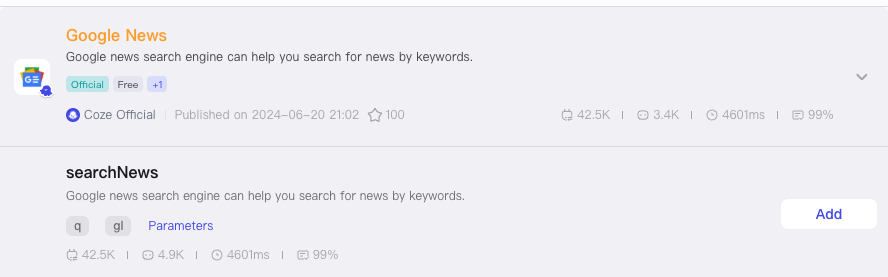 Google News
Google news search engine can help you search for news by keywords.
Official Free +1
Coze Official Published on 2024-06-20 21:02 100 42.5K 3.4K 4601ms 99%
searchNews
Google news search engine can help you search for news by keywords.
Add
q gl Parameters
42.5K 4.9K 4601ms 99%